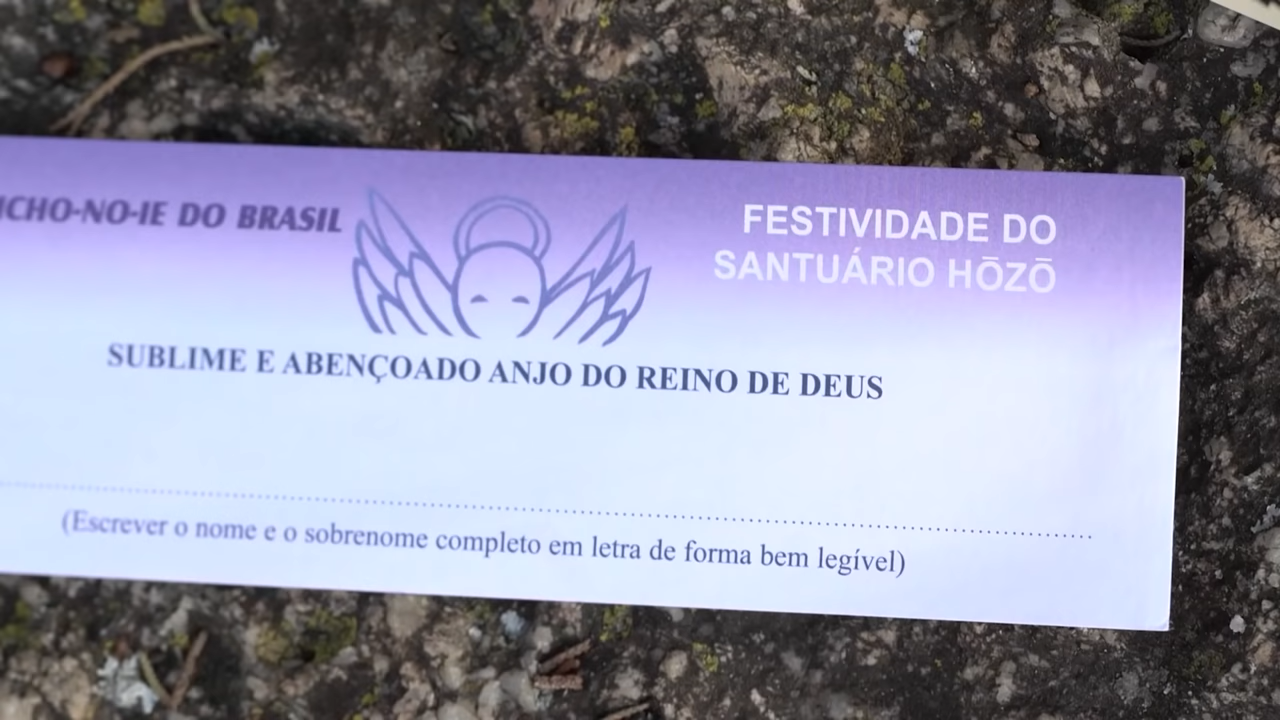 ICHO-NO-IE DO BRASIL
FESTIVIDADE DO
SANTUÁRIO HŌZŌ
SUBLIME E ABENÇOADO ANJO DO REINO DE DEUS
(Escrever o nome e o sobrenome completo em letra de forma bem legível)